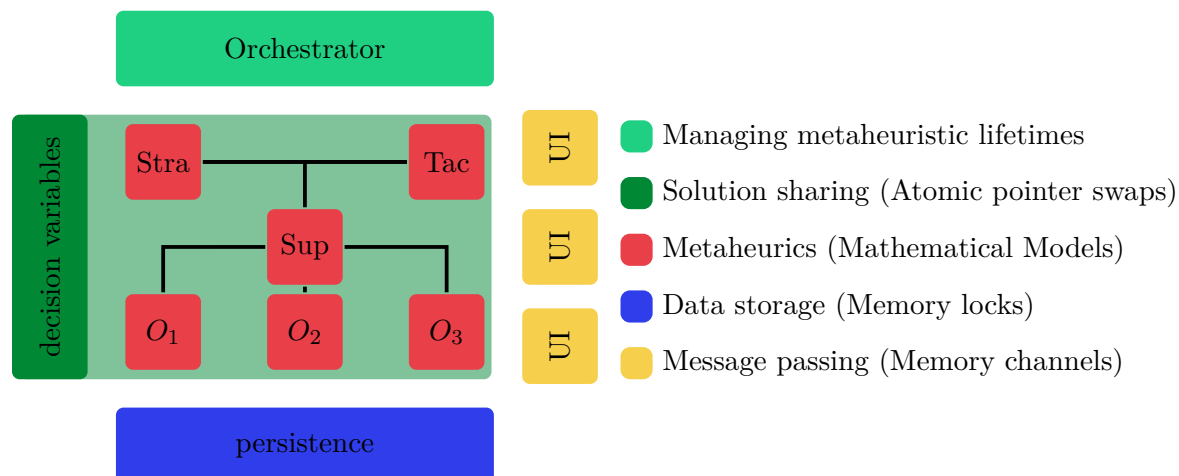 Orchestrator
decision variables
Stra
Tac
Sup
O₁
O₂
O₃
UI
UI
UI
Managing metaheuristic lifetimes
Solution sharing (Atomic pointer swaps)
Metaheurics (Mathematical Models)
Data storage (Memory locks)
Message passing (Memory channels)
persistence